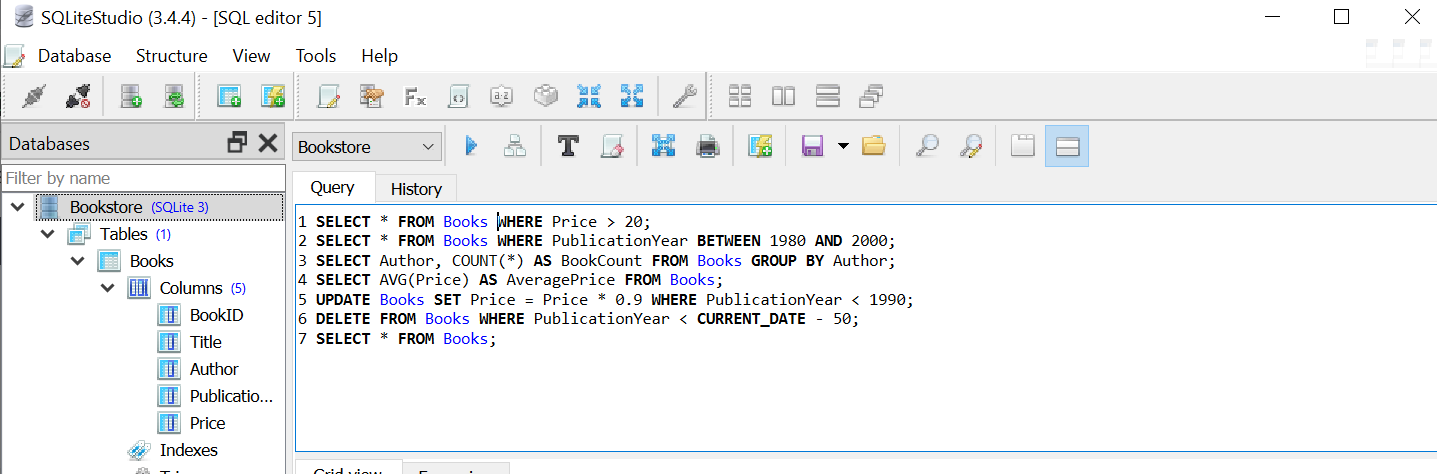 SQLiteStudio (3.4.4) - [SQL editor 5]
Database Structure View Tools Help
Databases
Filter by name
Bookstore (SQLite 3)
Tables (1)
Books
Columns (5)
BookID
Title
Author
Publicatio...
Price
Indexes
Bookstore
Query History
1 SELECT * FROM Books WHERE Price > 20;
2 SELECT * FROM Books WHERE PublicationYear BETWEEN 1980 AND 2000;
3 SELECT Author, COUNT(*) AS BookCount FROM Books GROUP BY Author;
4 SELECT AVG(Price) AS AveragePrice FROM Books;
5 UPDATE Books SET Price = Price * 0.9 WHERE PublicationYear < 1990;
6 DELETE FROM Books WHERE PublicationYear < CURRENT_DATE - 50;
7 SELECT * FROM Books;
Grid view